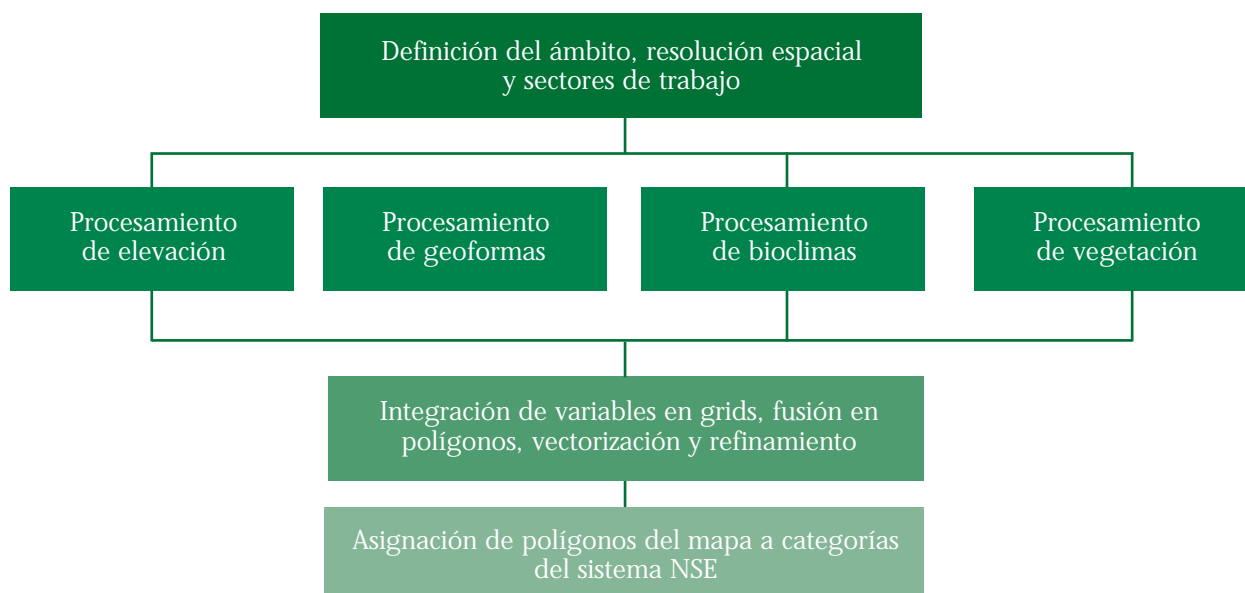 Definición del ámbito, resolución espacial
y sectores de trabajo
Procesamiento
de elevación
Procesamiento
de geoformas
Procesamiento
de bioclimas
Procesamiento
de vegetación
Integración de variables en grids, fusión en
polígonos, vectorización y refinamiento
Asignación de polígonos del mapa a categorías
del sistema NSE